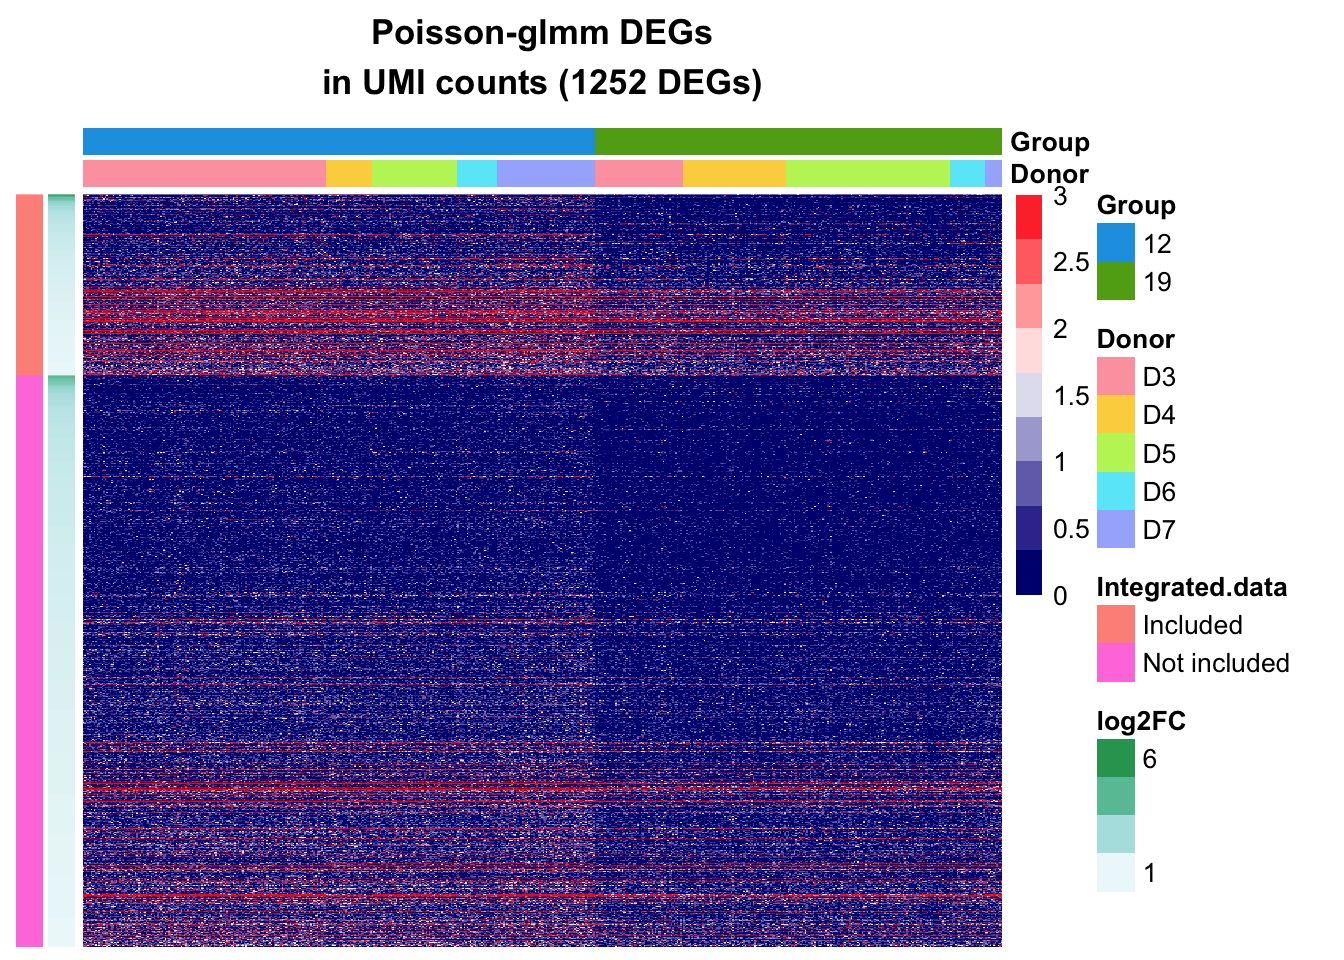 Poisson-glmm DEGs
in UMI counts (1252 DEGs)
Group
Donor
3
2.5
2
1.5
1
0.5
0
Group
12
19
Donor
D3
D4
D5
D6
D7
Integrated.data
Included
Not included
log2FC
6
1